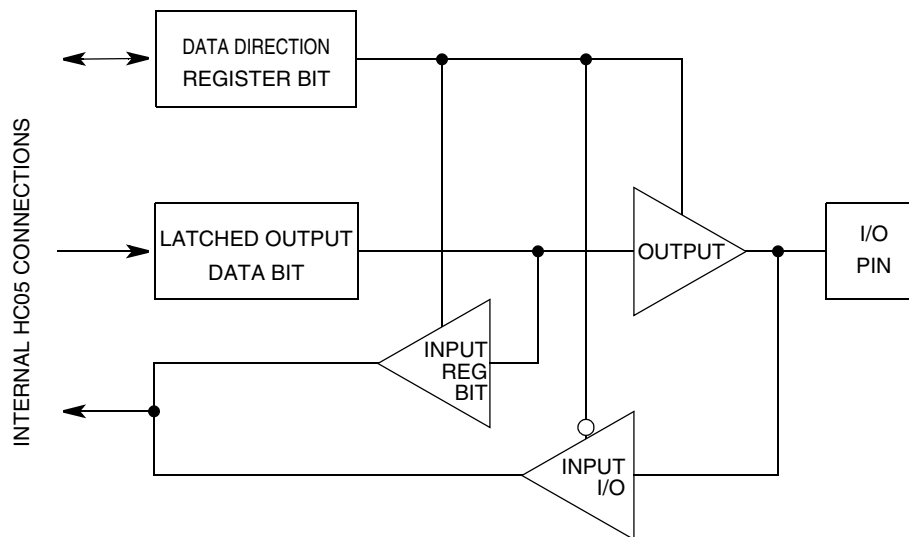 INTERNAL HC05 CONNECTIONS
DATA DIRECTION
REGISTER BIT
LATCHED OUTPUT
DATA BIT
OUTPUT
I/O
PIN
INPUT
REG
BIT
INPUT
I/O